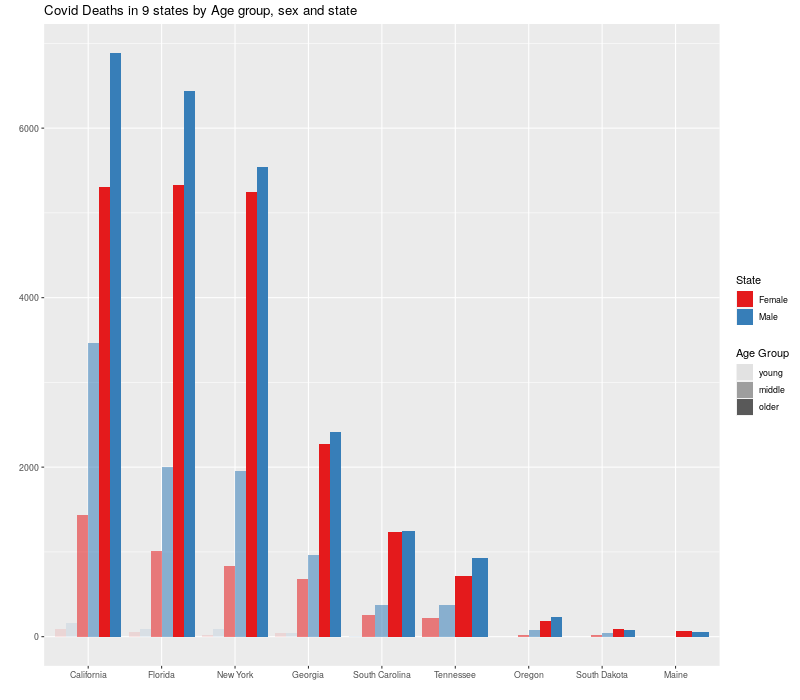 Covid Deaths in 9 states by Age group, sex and state
6000
4000
2000
0
California Florida New York Georgia South Carolina Tennessee Oregon South Dakota Maine
State
Female
Male
Age Group
young
middle
older